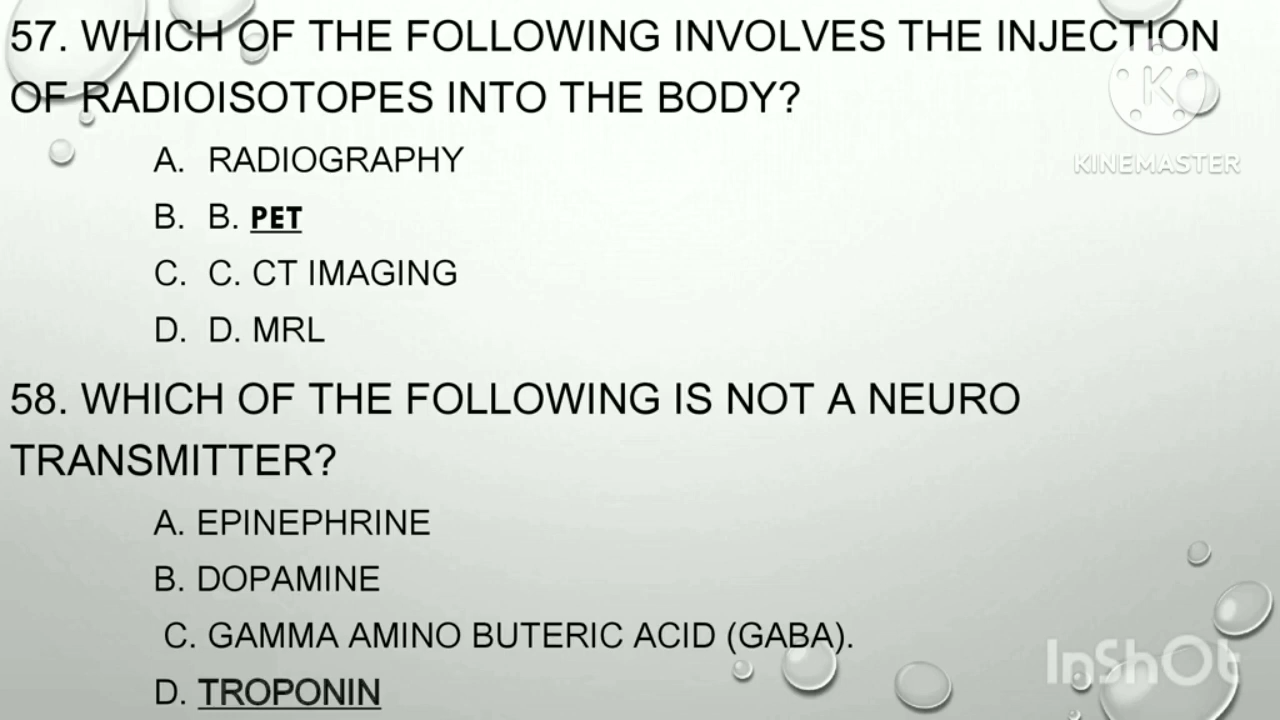 57. WHICH OF THE FOLLOWING INVOLVES THE INJECTION
OF RADIOISOTOPES INTO THE BODY?
A. RADIOGRAPHY
B. B. PET
C. C. CT IMAGING
D. D. MRL
58. WHICH OF THE FOLLOWING IS NOT A NEURO
TRANSMITTER?
A. EPINEPHRINE
B. DOPAMINE
C. GAMMA AMINO BUTERIC ACID (GABA).
D. TROPONIN
K
KINEMASTER
InShOt